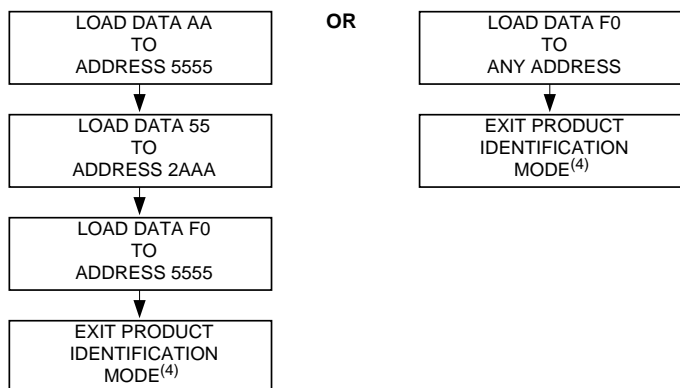 LOAD DATA AA
TO
ADDRESS 5555
LOAD DATA 55
TO
ADDRESS 2AAA
LOAD DATA F0
TO
ADDRESS 5555
EXIT PRODUCT
IDENTIFICATION
MODE(4)
OR
LOAD DATA F0
TO
ANY ADDRESS
EXIT PRODUCT
IDENTIFICATION
MODE(4)